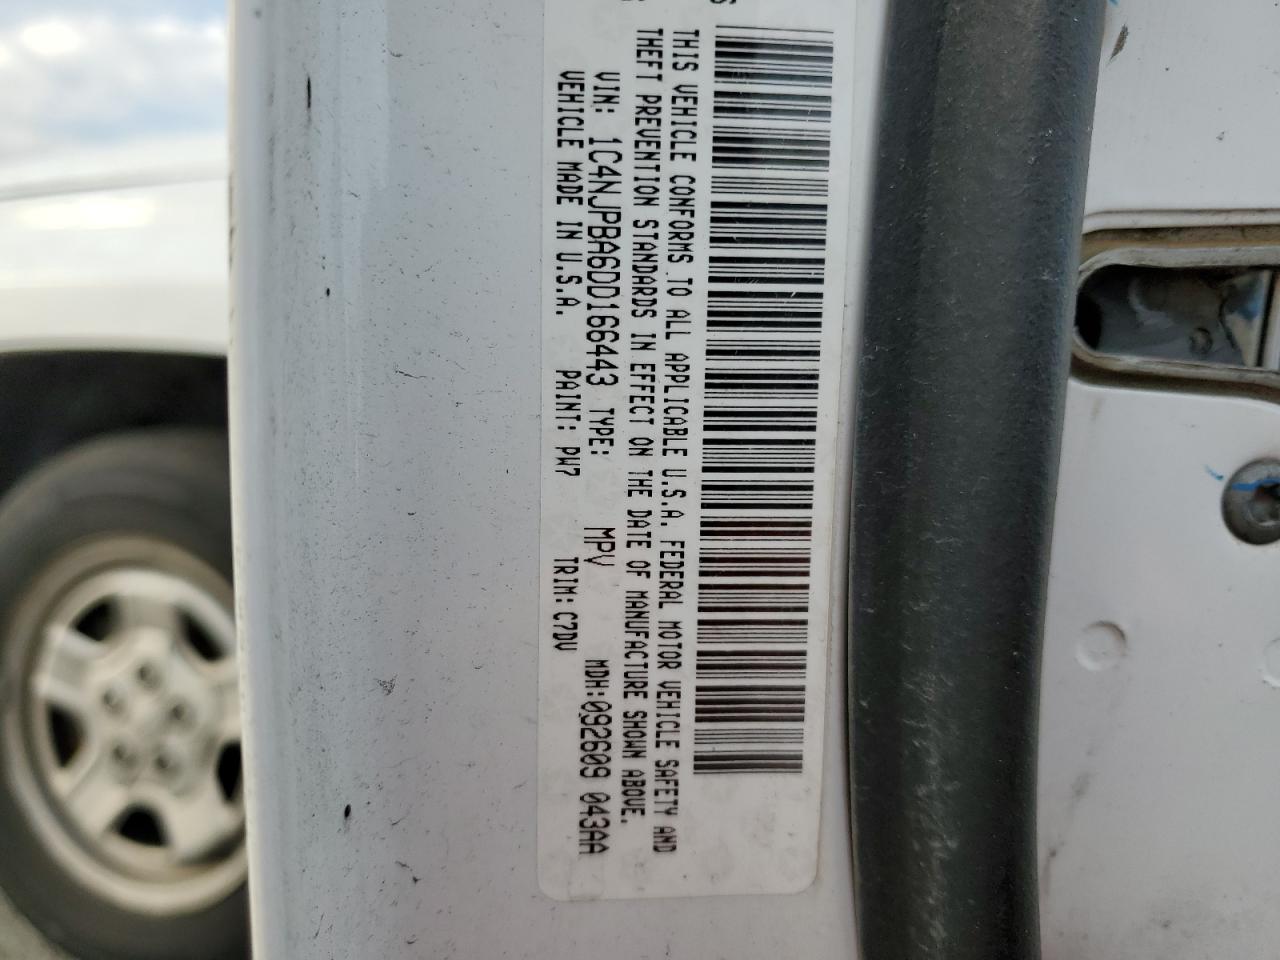 THIS VEHICLE CONFORMS TO ALL APPLICABLE U.S.A. FEDERAL MOTOR VEHICLE SAFETY AND
THEFT PREVENTION STANDARDS IN EFFECT ON THE DATE OF MANUFACTURE SHOWN ABOVE.
VIN: 1C4NJPBA6DD166443 TYPE: MPV MDH:092609 043AA
VEHICLE MADE IN U.S.A. PAINT: PW7 TRIM: C7DV